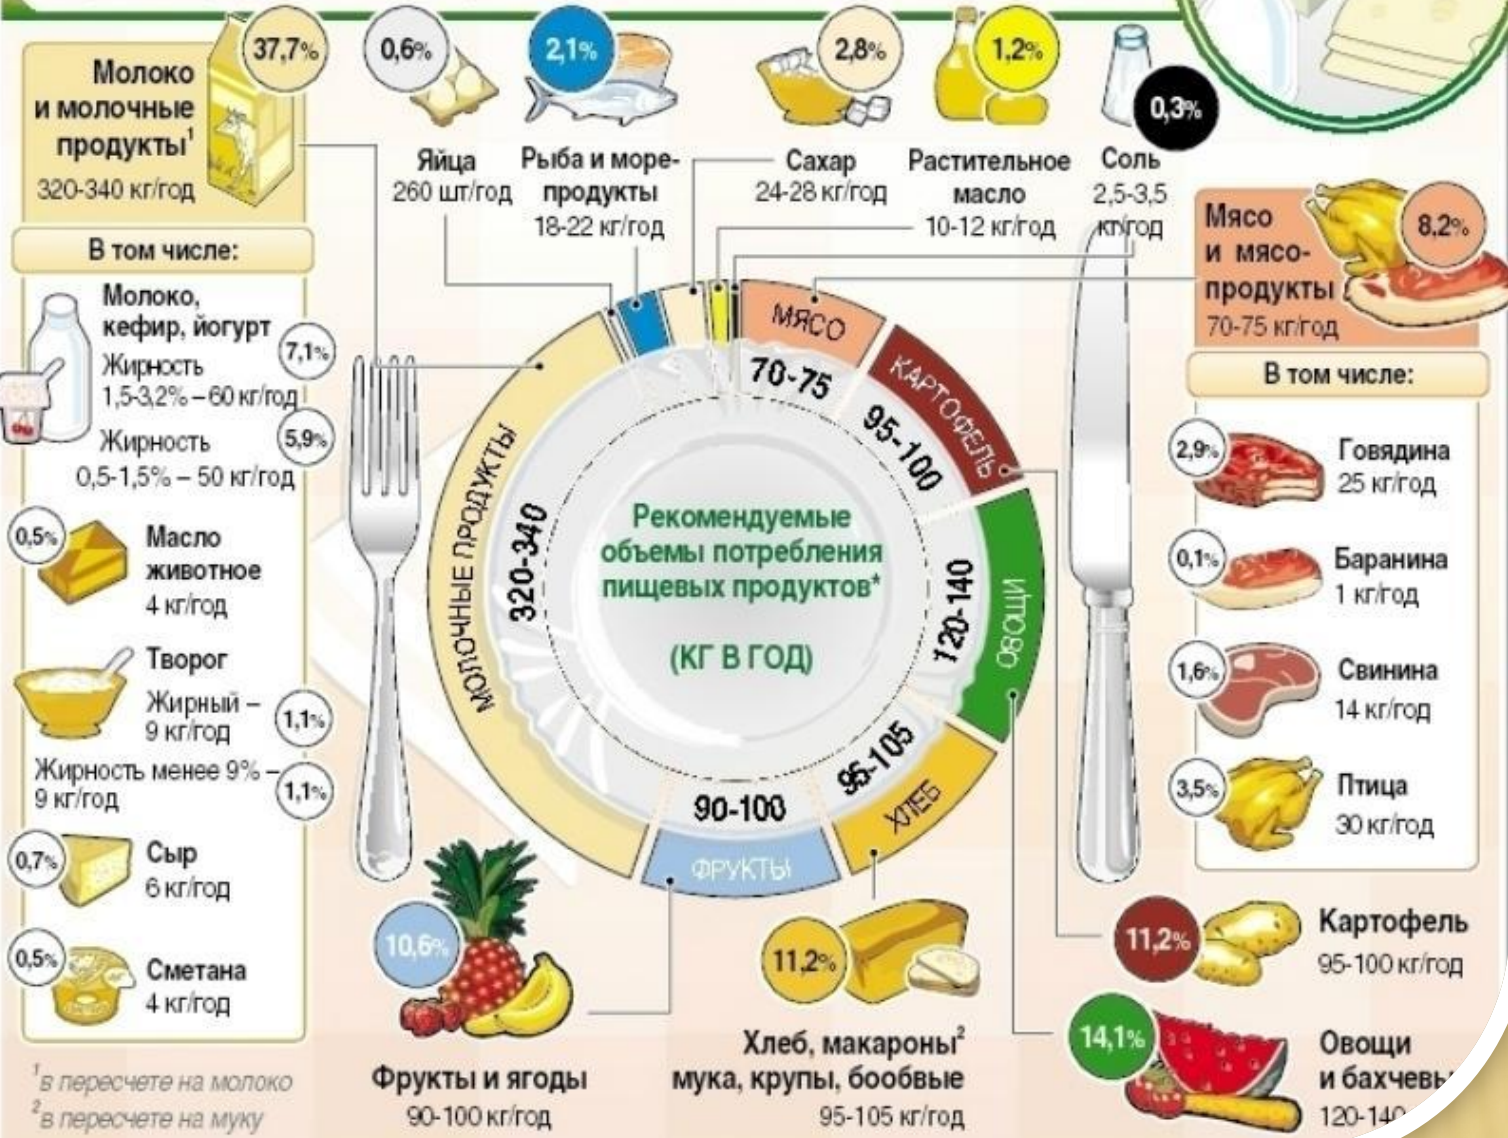 Молоко
и молочные
продукты¹
320-340 кг/год
37,7%
0,6%
Яйца
260 шт/год
2,1%
Рыба и море-
продукты
18-22 кг/год
2,8%
Сахар
24-28 кг/год
1,2%
Растительное
масло
10-12 кг/год
0,3%
Соль
2,5-3,5
кг/год
Мясо
и мясо-
продукты
70-75 кг/год
8,2%
В том числе:
Молоко,
кефир, йогурт
Жирность
1,5-3,2% – 60 кг/год
7,1%
Жирность
0,5-1,5% – 50 кг/год
5,9%
0,5%
Масло
животное
4 кг/год
Творог
Жирный –
9 кг/год
1,1%
Жирность менее 9% –
9 кг/год
1,1%
0,7%
Сыр
6 кг/год
0,5%
Сметана
4 кг/год
¹в пересчете на молоко
²в пересчете на муку
МЯСО
70-75
КАРТОФЕЛЬ
95-100
ОВОЩИ
120-140
ХЛЕБ
95-105
ФРУКТЫ
90-100
МОЛОЧНЫЕ ПРОДУКТЫ
320-340
Рекомендуемые
объемы потребления
пищевых продуктов*
(КГ В ГОД)
В том числе:
2,9%
Говядина
25 кг/год
0,1%
Баранина
1 кг/год
1,6%
Свинина
14 кг/год
3,5%
Птица
30 кг/год
10,6%
Фрукты и ягоды
90-100 кг/год
11,2%
Хлеб, макароны²
мука, крупы, бообвые
95-105 кг/год
11,2%
Картофель
95-100 кг/год
14,1%
Овощи
и бахчевы
120-140